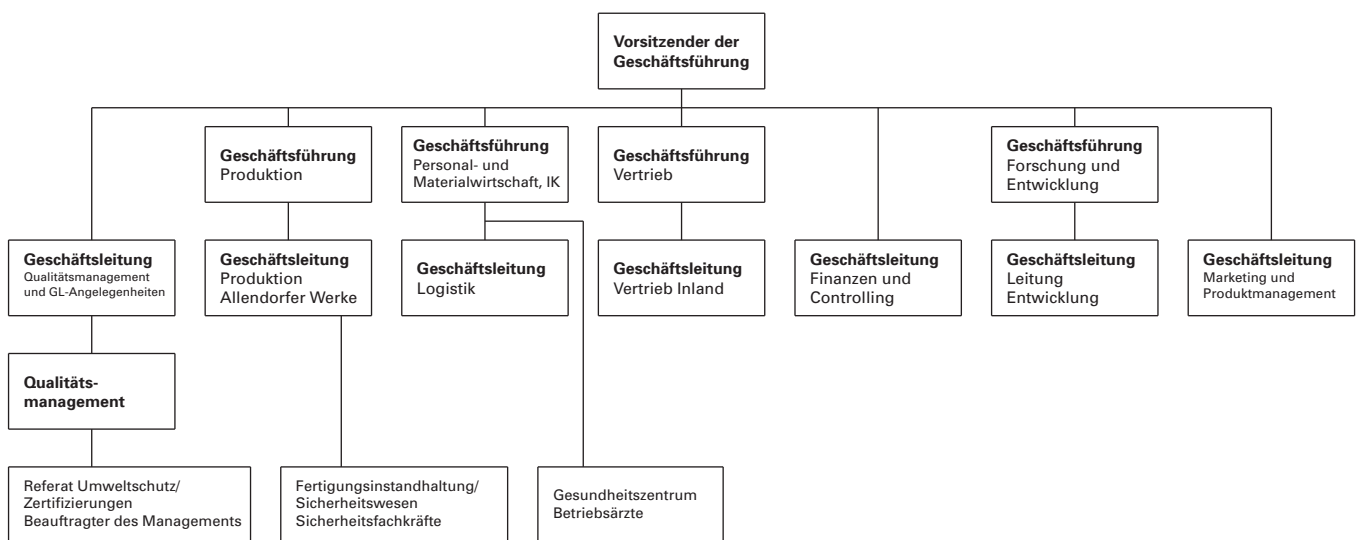 Vorsitzender der
Geschäftsführung
Geschäftsführung
Produktion
Geschäftsführung
Personal- und
Materialwirtschaft, IK
Geschäftsführung
Vertrieb
Geschäftsführung
Forschung und
Entwicklung
Geschäftsleitung
Qualitätsmanagement
und GL-Angelegenheiten
Geschäftsleitung
Produktion
Allendorfer Werke
Geschäftsleitung
Logistik
Geschäftsleitung
Vertrieb Inland
Geschäftsleitung
Finanzen und
Controlling
Geschäftsleitung
Leitung
Entwicklung
Geschäftsleitung
Marketing und
Produktmanagement
Qualitäts-
management
Referat Umweltschutz/
Zertifizierungen
Beauftragter des Managements
Fertigungsinstandhaltung/
Sicherheitswesen
Sicherheitsfachkräfte
Gesundheitszentrum
Betriebsärzte